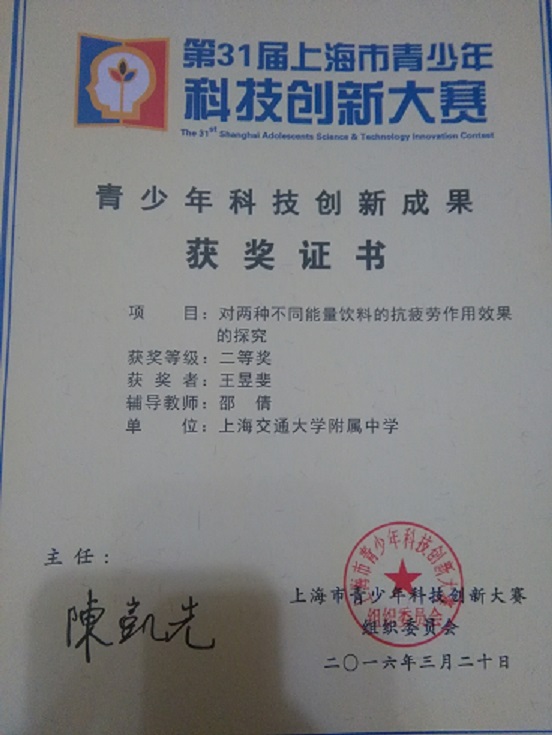 第31届上海市青少年
科技创新大赛
The 31st Shanghai Adolescents Science & Technology Innovation Contest
青少年科技创新成果
获奖证书
项 目：对两种不同能量饮料的抗疲劳作用效果
的探究
获奖等级：二等奖
获奖者：王昱斐
辅导教师：邵 倩
单 位：上海交通大学附属中学
主任：
陳凱先
上海市青少年科技创新大赛
组织委员会
上海市青少年科技创新大赛
组织委员会
二〇一六年三月二十日